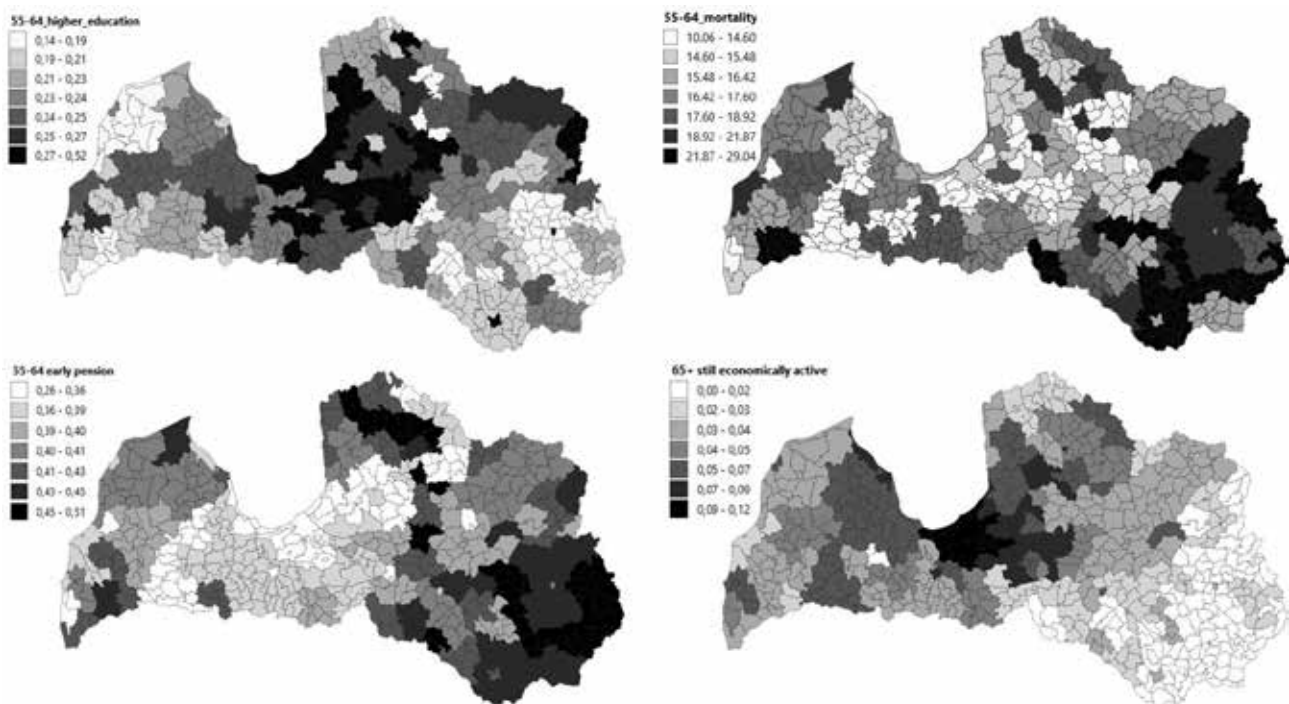 55-64_higher_education
0,14 - 0,19
0,19 - 0,21
0,21 - 0,23
0,23 - 0,24
0,24 - 0,25
0,25 - 0,27
0,27 - 0,52
55-64_mortality
10.06 - 14.60
14.60 - 15.48
15.48 - 16.42
16.42 - 17.60
17.60 - 18.92
18.92 - 21.87
21.87 - 29.04
55-64 early pension
0,26 - 0,36
0,36 - 0,39
0,39 - 0,40
0,40 - 0,41
0,41 - 0,43
0,43 - 0,45
0,45 - 0,51
65+ still economically active
0,00 - 0,02
0,02 - 0,03
0,03 - 0,04
0,04 - 0,05
0,05 - 0,07
0,07 - 0,09
0,09 - 0,12